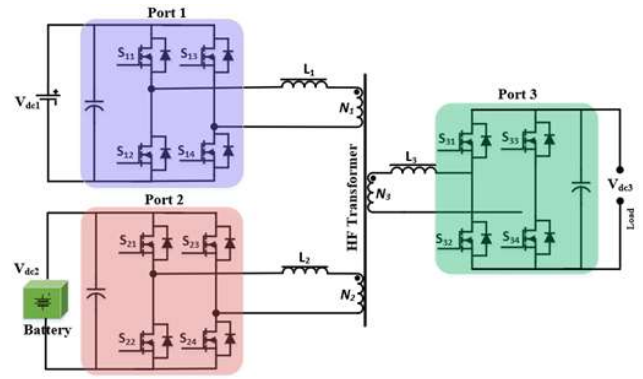 Port 1
S11
S13
L1
Vdc1
N1
S12
S14
Port 3
S31
S33
L3
Vdc3
N3
HF Transformer
Load
Port 2
S32
S34
S21
S23
L2
Vdc2
N2
Battery
S22
S24